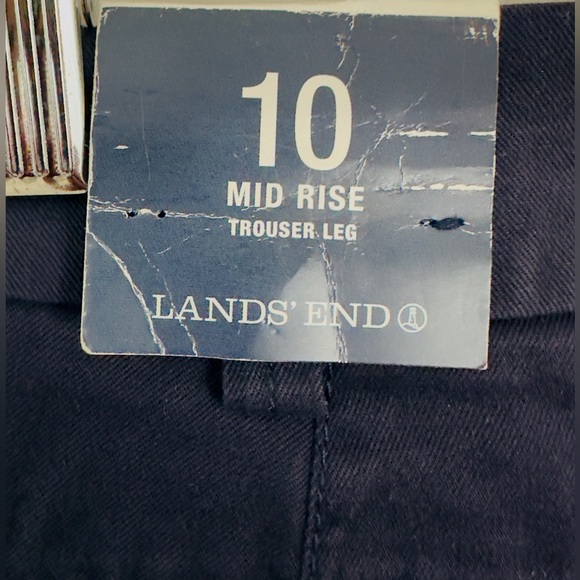 10
MID RISE
TROUSER LEG
LANDS' END